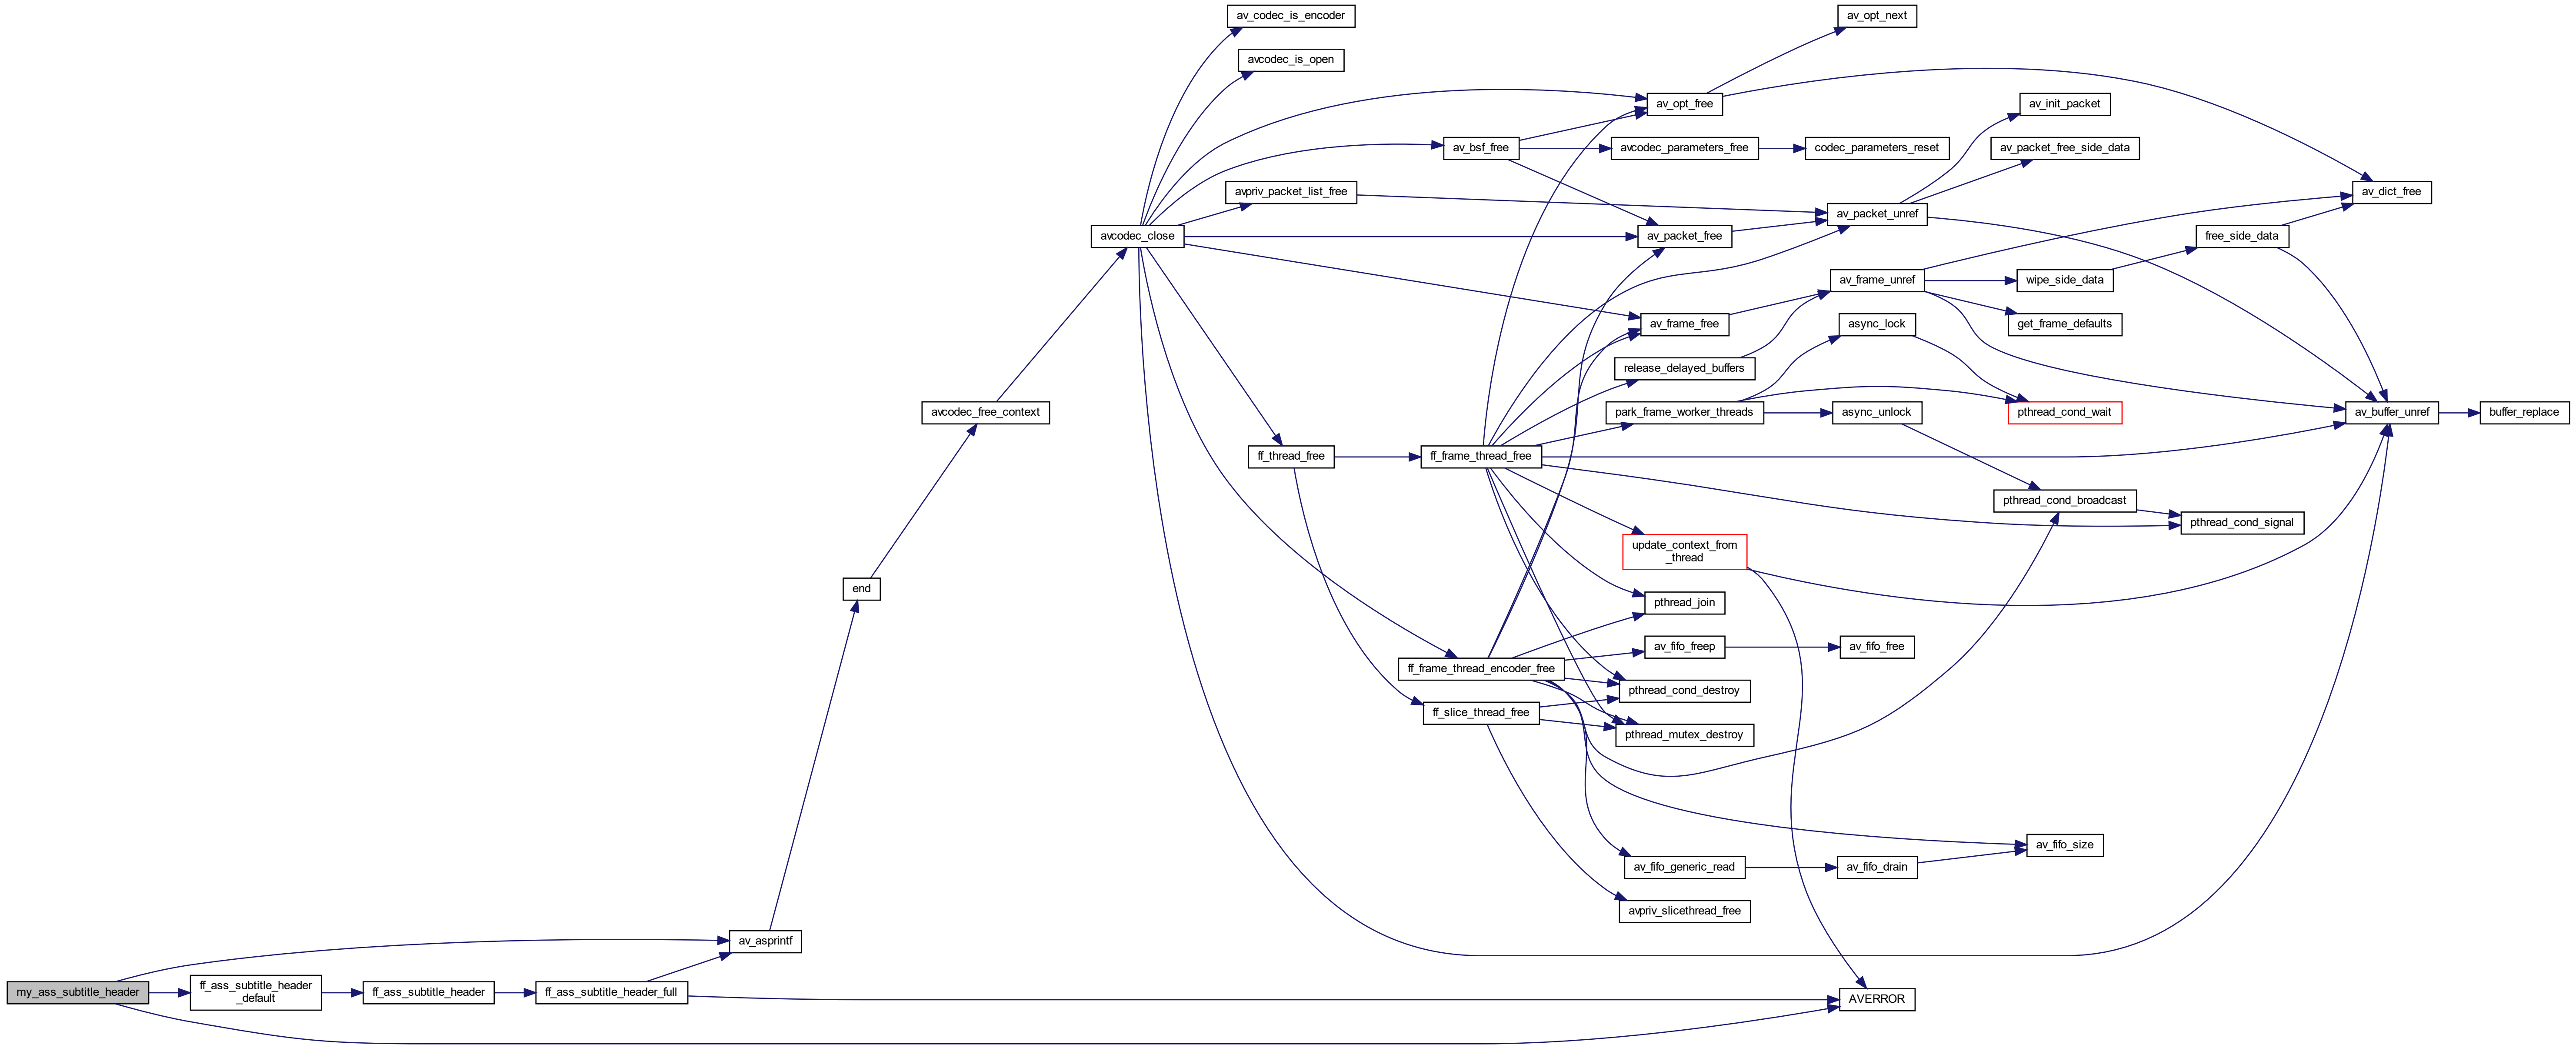 av_codec_is_encoder
av_opt_next
avcodec_is_open
av_opt_free
av_init_packet
av_bsf_free
avcodec_parameters_free
codec_parameters_reset
av_packet_free_side_data
avpriv_packet_list_free
av_dict_free
av_packet_unref
avcodec_close
av_packet_free
free_side_data
av_frame_unref
wipe_side_data
av_frame_free
async_lock
get_frame_defaults
release_delayed_buffers
avcodec_free_context
park_frame_worker_threads
async_unlock
pthread_cond_wait
av_buffer_unref
buffer_replace
ff_thread_free
ff_frame_thread_free
pthread_cond_broadcast
pthread_cond_signal
update_context_from
_thread
end
pthread_join
av_fifo_freep
av_fifo_free
ff_frame_thread_encoder_free
pthread_cond_destroy
ff_slice_thread_free
pthread_mutex_destroy
av_fifo_size
av_fifo_generic_read
av_fifo_drain
avpriv_slicethread_free
av_asprintf
my_ass_subtitle_header
ff_ass_subtitle_header
_default
ff_ass_subtitle_header
ff_ass_subtitle_header_full
AVERROR